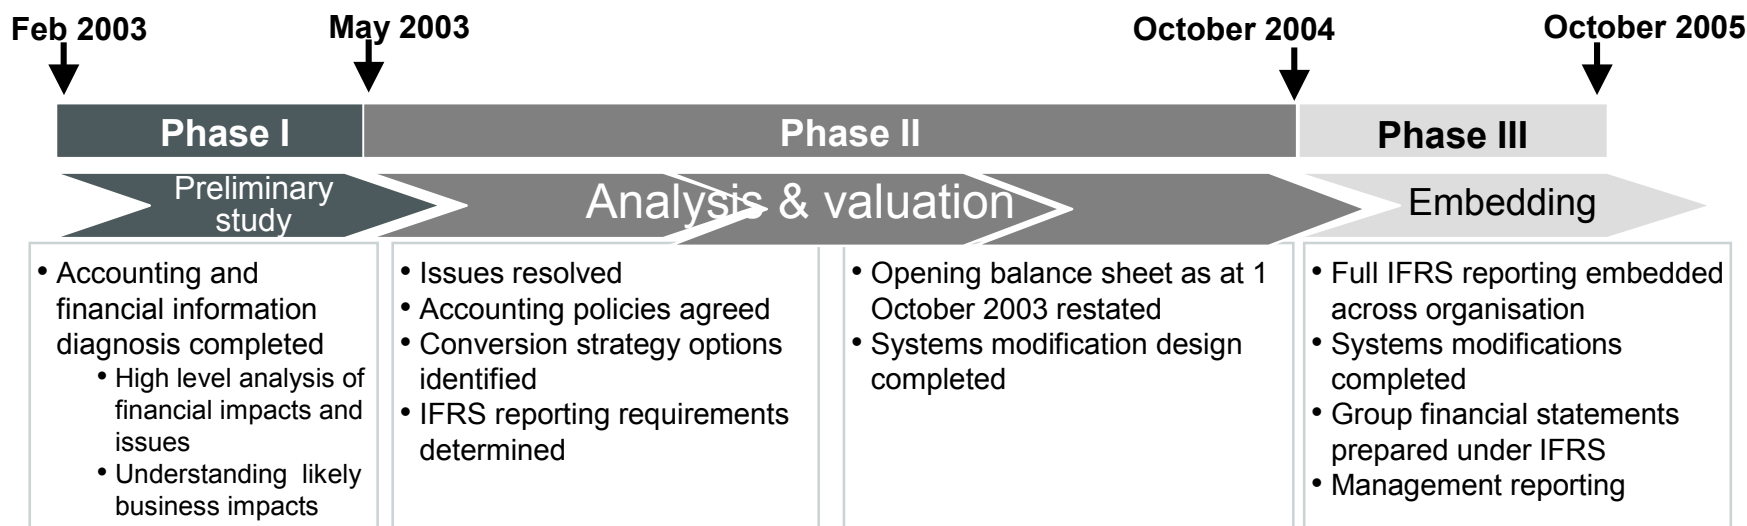 Feb 2003
May 2003
October 2004
October 2005
Phase I
Phase II
Phase III
Preliminary
study
Analysis & valuation
Embedding
• Accounting and
financial information
diagnosis completed
• High level analysis of
financial impacts and
issues
• Understanding likely
business impacts
• Issues resolved
• Accounting policies agreed
• Conversion strategy options
identified
• IFRS reporting requirements
determined
• Opening balance sheet as at 1
October 2003 restated
• Systems modification design
completed
• Full IFRS reporting embedded
across organisation
• Systems modifications
completed
• Group financial statements
prepared under IFRS
• Management reporting